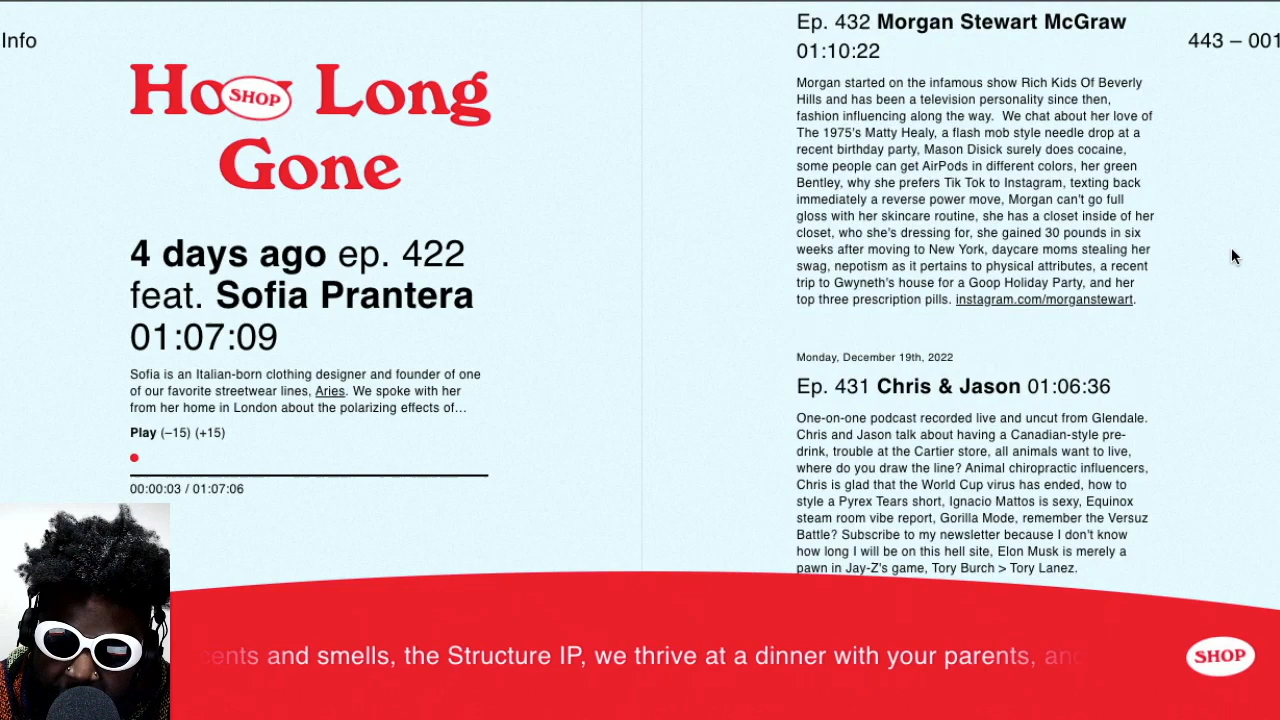 Info
How Long
Gone
SHOP
4 days ago ep. 422
feat. Sofia Prantera
01:07:09
Sofia is an Italian-born clothing designer and founder of one
of our favorite streetwear lines, Aries. We spoke with her
from her home in London about the polarizing effects of...
Play (–15) (+15)
00:00:03 / 01:07:06
Ep. 432 Morgan Stewart McGraw
01:10:22
Morgan started on the infamous show Rich Kids Of Beverly
Hills and has been a television personality since then,
fashion influencing along the way.  We chat about her love of
The 1975's Matty Healy, a flash mob style needle drop at a
recent birthday party, Mason Disick surely does cocaine,
some people can get AirPods in different colors, her green
Bentley, why she prefers Tik Tok to Instagram, texting back
immediately a reverse power move, Morgan can't go full
gloss with her skincare routine, she has a closet inside of her
closet, who she's dressing for, she gained 30 pounds in six
weeks after moving to New York, daycare moms stealing her
swag, nepotism as it pertains to physical attributes, a recent
trip to Gwyneth's house for a Goop Holiday Party, and her
top three prescription pills. instagram.com/morganstewart.
Monday, December 19th, 2022
Ep. 431 Chris & Jason 01:06:36
One-on-one podcast recorded live and uncut from Glendale.
Chris and Jason talk about having a Canadian-style pre-
drink, trouble at the Cartier store, all animals want to live,
where do you draw the line? Animal chiropractic influencers,
Chris is glad that the World Cup virus has ended, how to
style a Pyrex Tears short, Ignacio Mattos is sexy, Equinox
steam room vibe report, Gorilla Mode, remember the Versuz
Battle? Subscribe to my newsletter because I don't know
how long I will be on this hell site, Elon Musk is merely a
pawn in Jay-Z's game, Tory Burch > Tory Lanez.
443 – 001
cents and smells, the Structure IP, we thrive at a dinner with your parents, and
SHOP